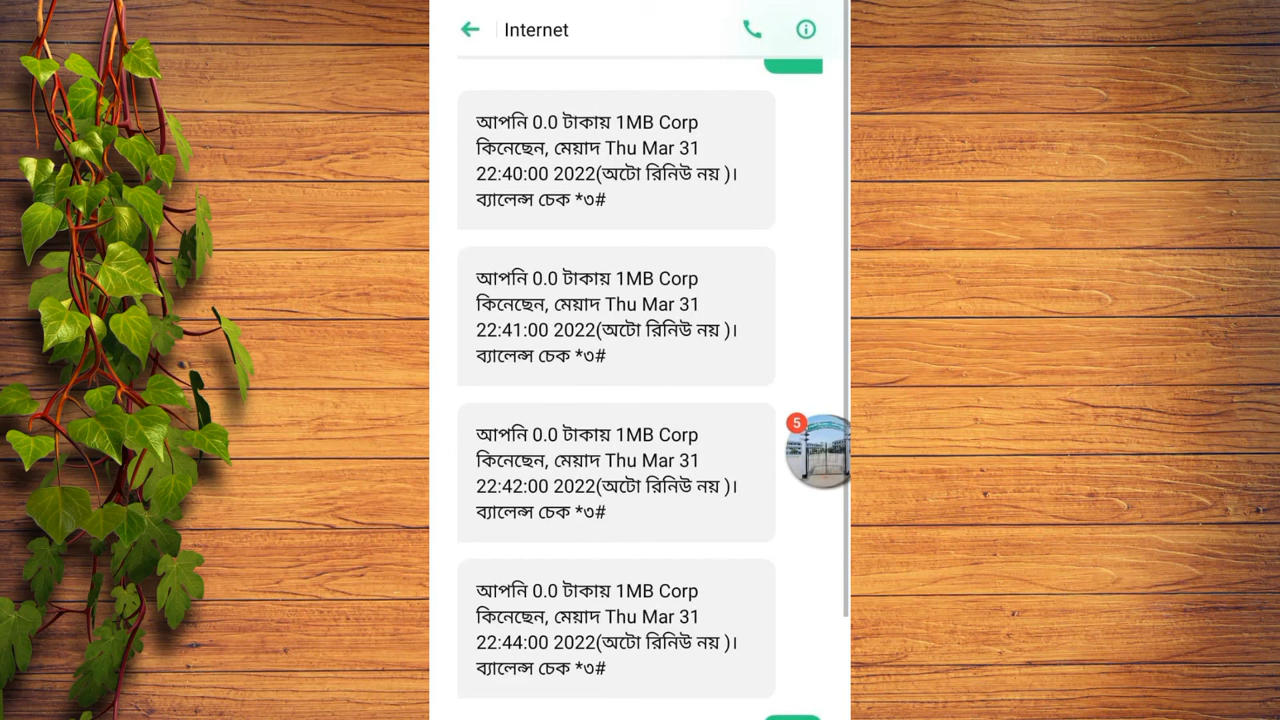 Internet
আপনি 0.0 টাকায় 1MB Corp
কিনেছেন, মেয়াদ Thu Mar 31
22:40:00 2022(অটো রিনিউ নয় )।
ব্যালেন্স চেক *৩#
আপনি 0.0 টাকায় 1MB Corp
কিনেছেন, মেয়াদ Thu Mar 31
22:41:00 2022(অটো রিনিউ নয় )।
ব্যালেন্স চেক *৩#
আপনি 0.0 টাকায় 1MB Corp
কিনেছেন, মেয়াদ Thu Mar 31
22:42:00 2022(অটো রিনিউ নয় )।
ব্যালেন্স চেক *৩#
5
আপনি 0.0 টাকায় 1MB Corp
কিনেছেন, মেয়াদ Thu Mar 31
22:44:00 2022(অটো রিনিউ নয় )।
ব্যালেন্স চেক *৩#